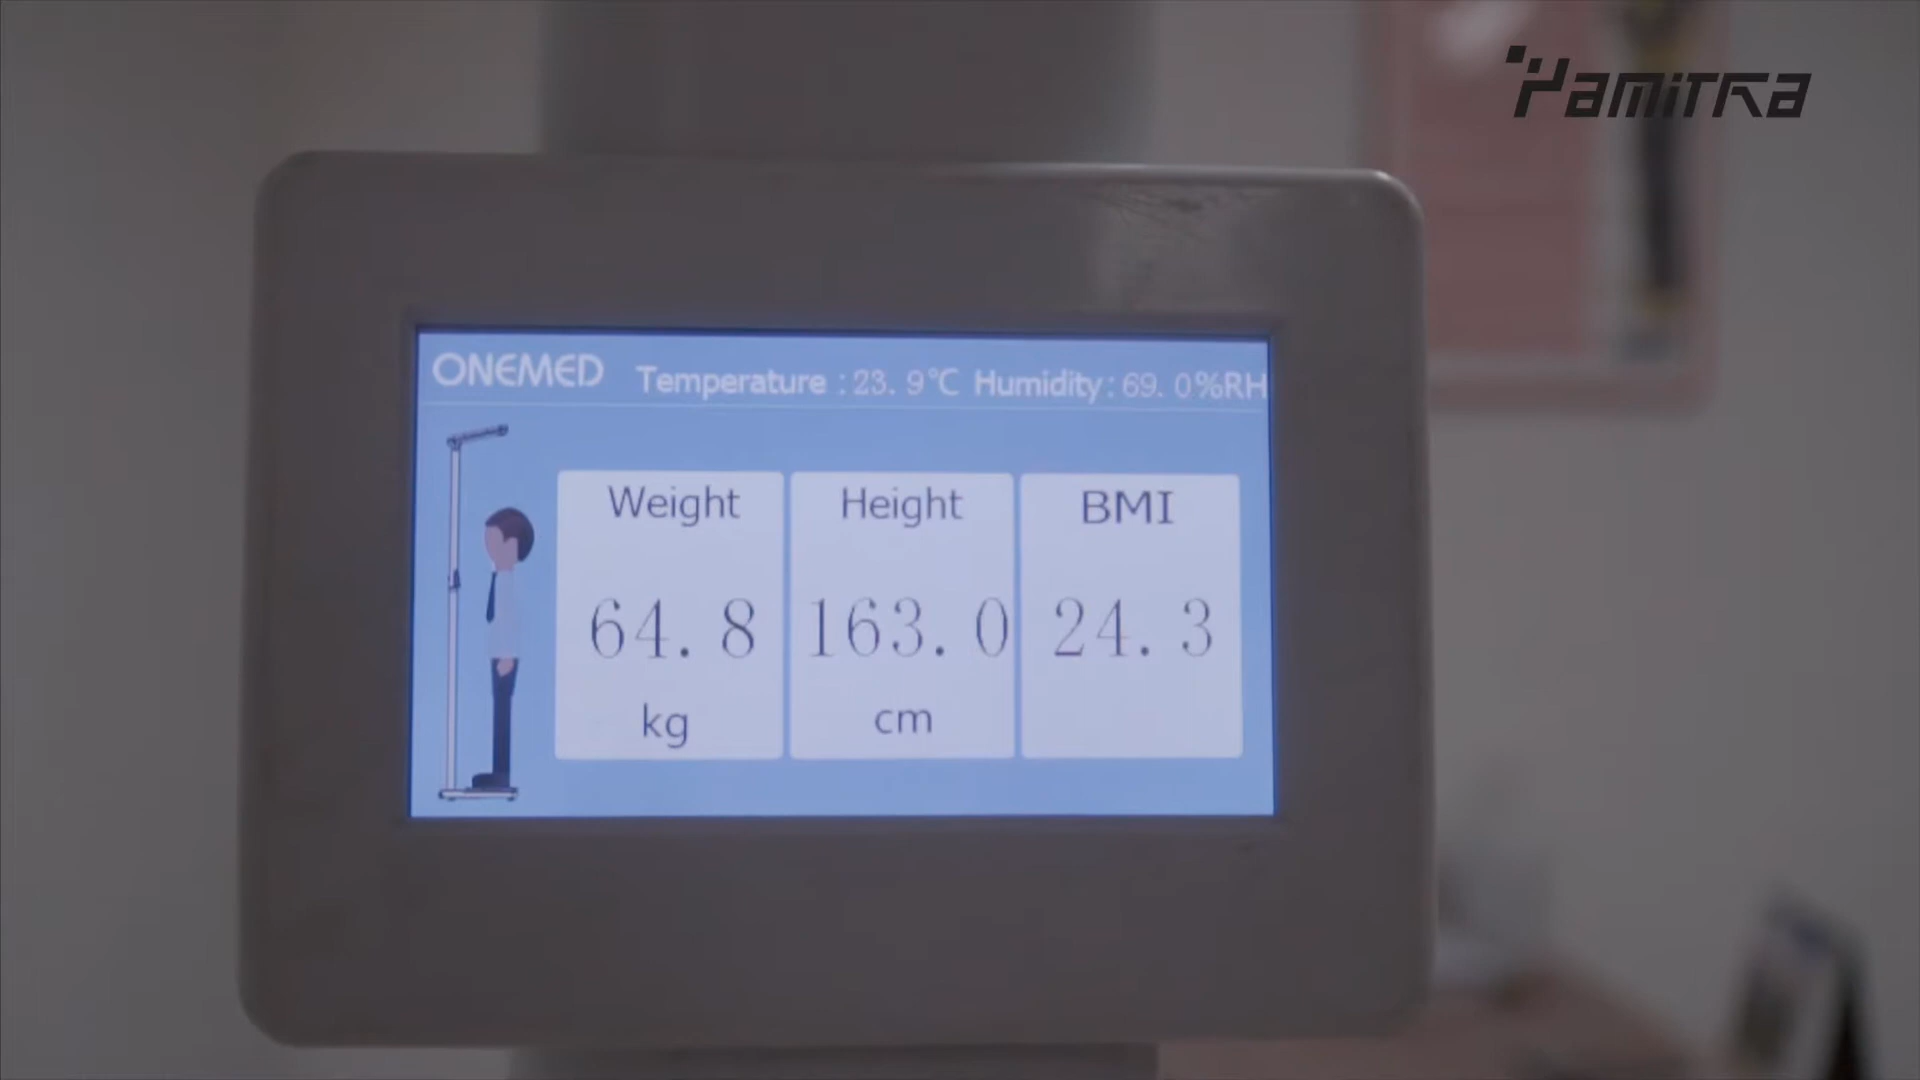 Yamitra
ONEMED Temperature : 23. 9°C Humidity: 69. 0%RH
Weight Height BMI
64. 8 163. 0 24. 3
kg cm